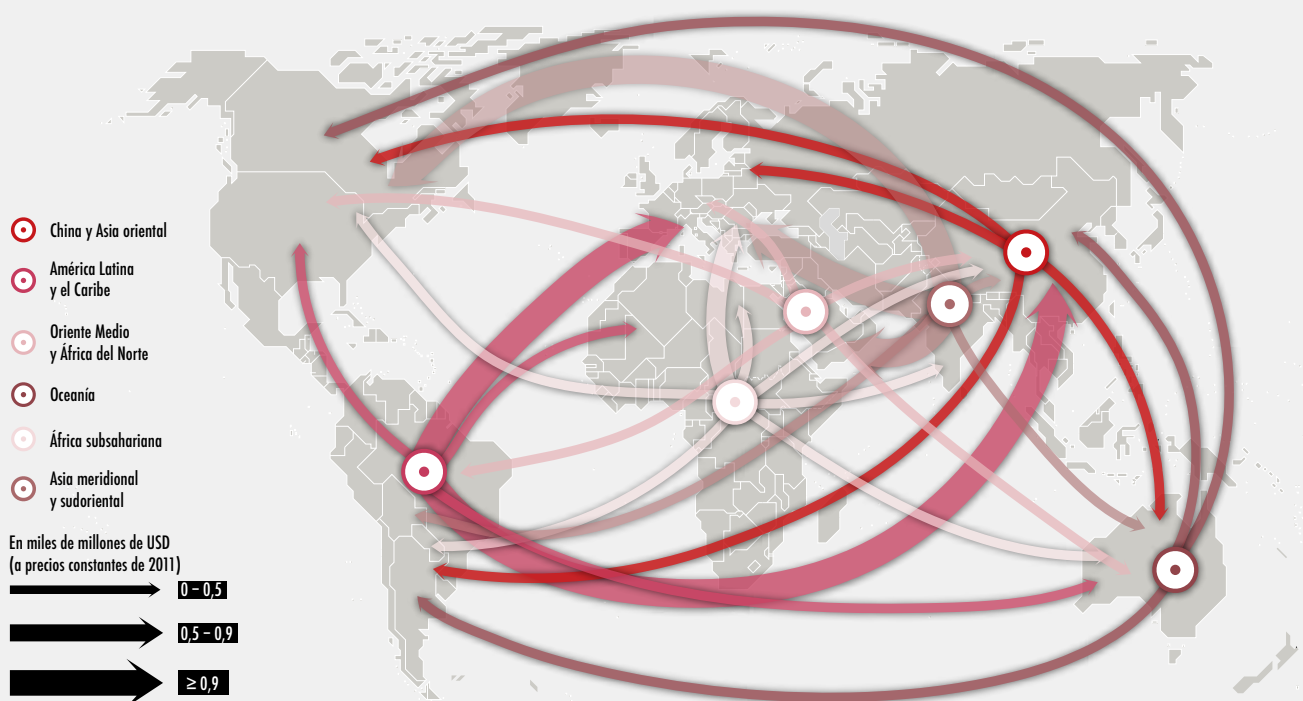 China y Asia oriental
América Latina
y el Caribe
Oriente Medio
y África del Norte
Oceanía
África subsahariana
Asia meridional
y sudoriental
En miles de millones de USD
(a precios constantes de 2011)
0 – 0,5
0,5 – 0,9
≥ 0,9